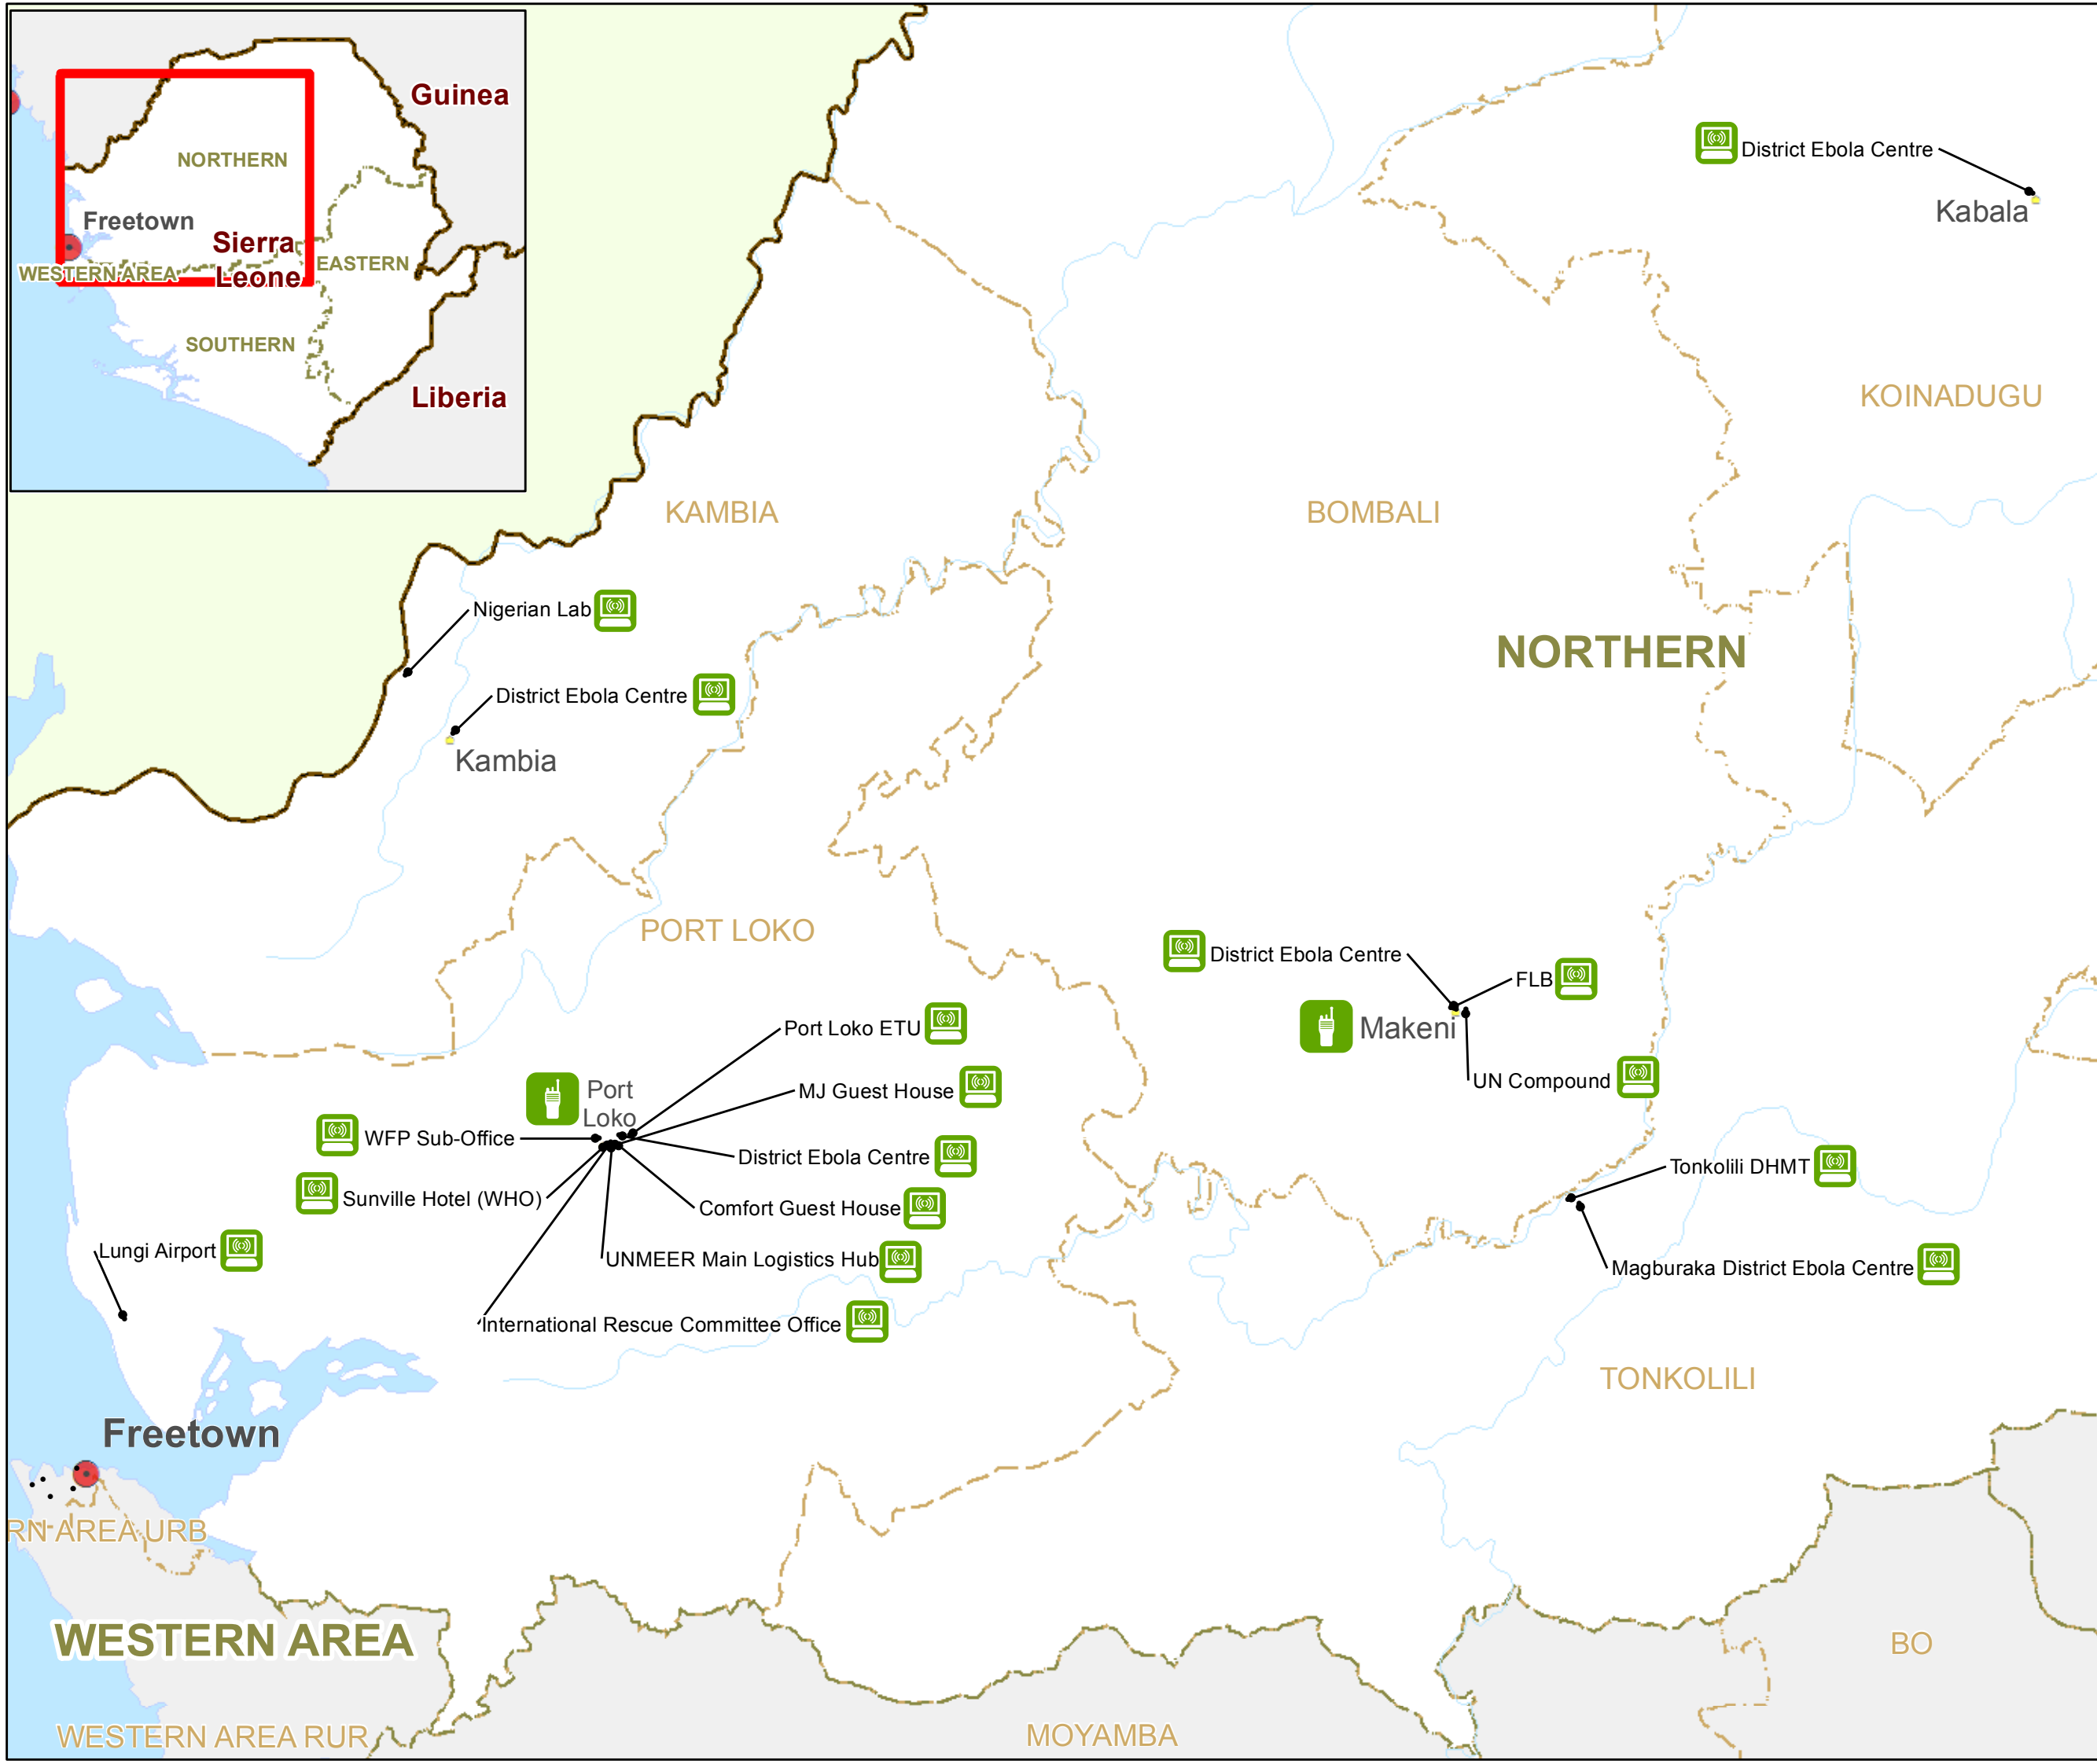 Guinea
NORTHERN
Freetown
Sierra
Leone
WESTERN AREA
EASTERN
SOUTHERN
Liberia
District Ebola Centre
Kabala
KOINADUGU
KAMBIA
BOMBALI
Nigerian Lab
NORTHERN
District Ebola Centre
Kambia
PORT LOKO
District Ebola Centre
FLB
Makeni
UN Compound
Port Loko ETU
Port
Loko
MJ Guest House
WFP Sub-Office
District Ebola Centre
Sunville Hotel (WHO)
Comfort Guest House
Tonkolili DHMT
Lungi Airport
UNMEER Main Logistics Hub
Magburaka District Ebola Centre
International Rescue Committee Office
TONKOLILI
Freetown
RN AREA URB
WESTERN AREA
BO
WESTERN AREA RUR
MOYAMBA